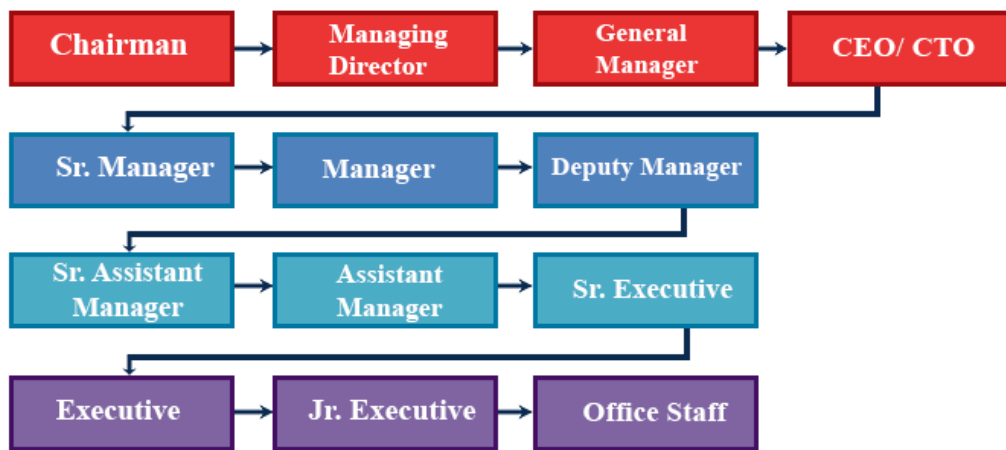 Chairman
Managing
Director
General
Manager
CEO/ CTO
Sr. Manager
Manager
Deputy Manager
Sr. Assistant
Manager
Assistant
Manager
Sr. Executive
Executive
Jr. Executive
Office Staff